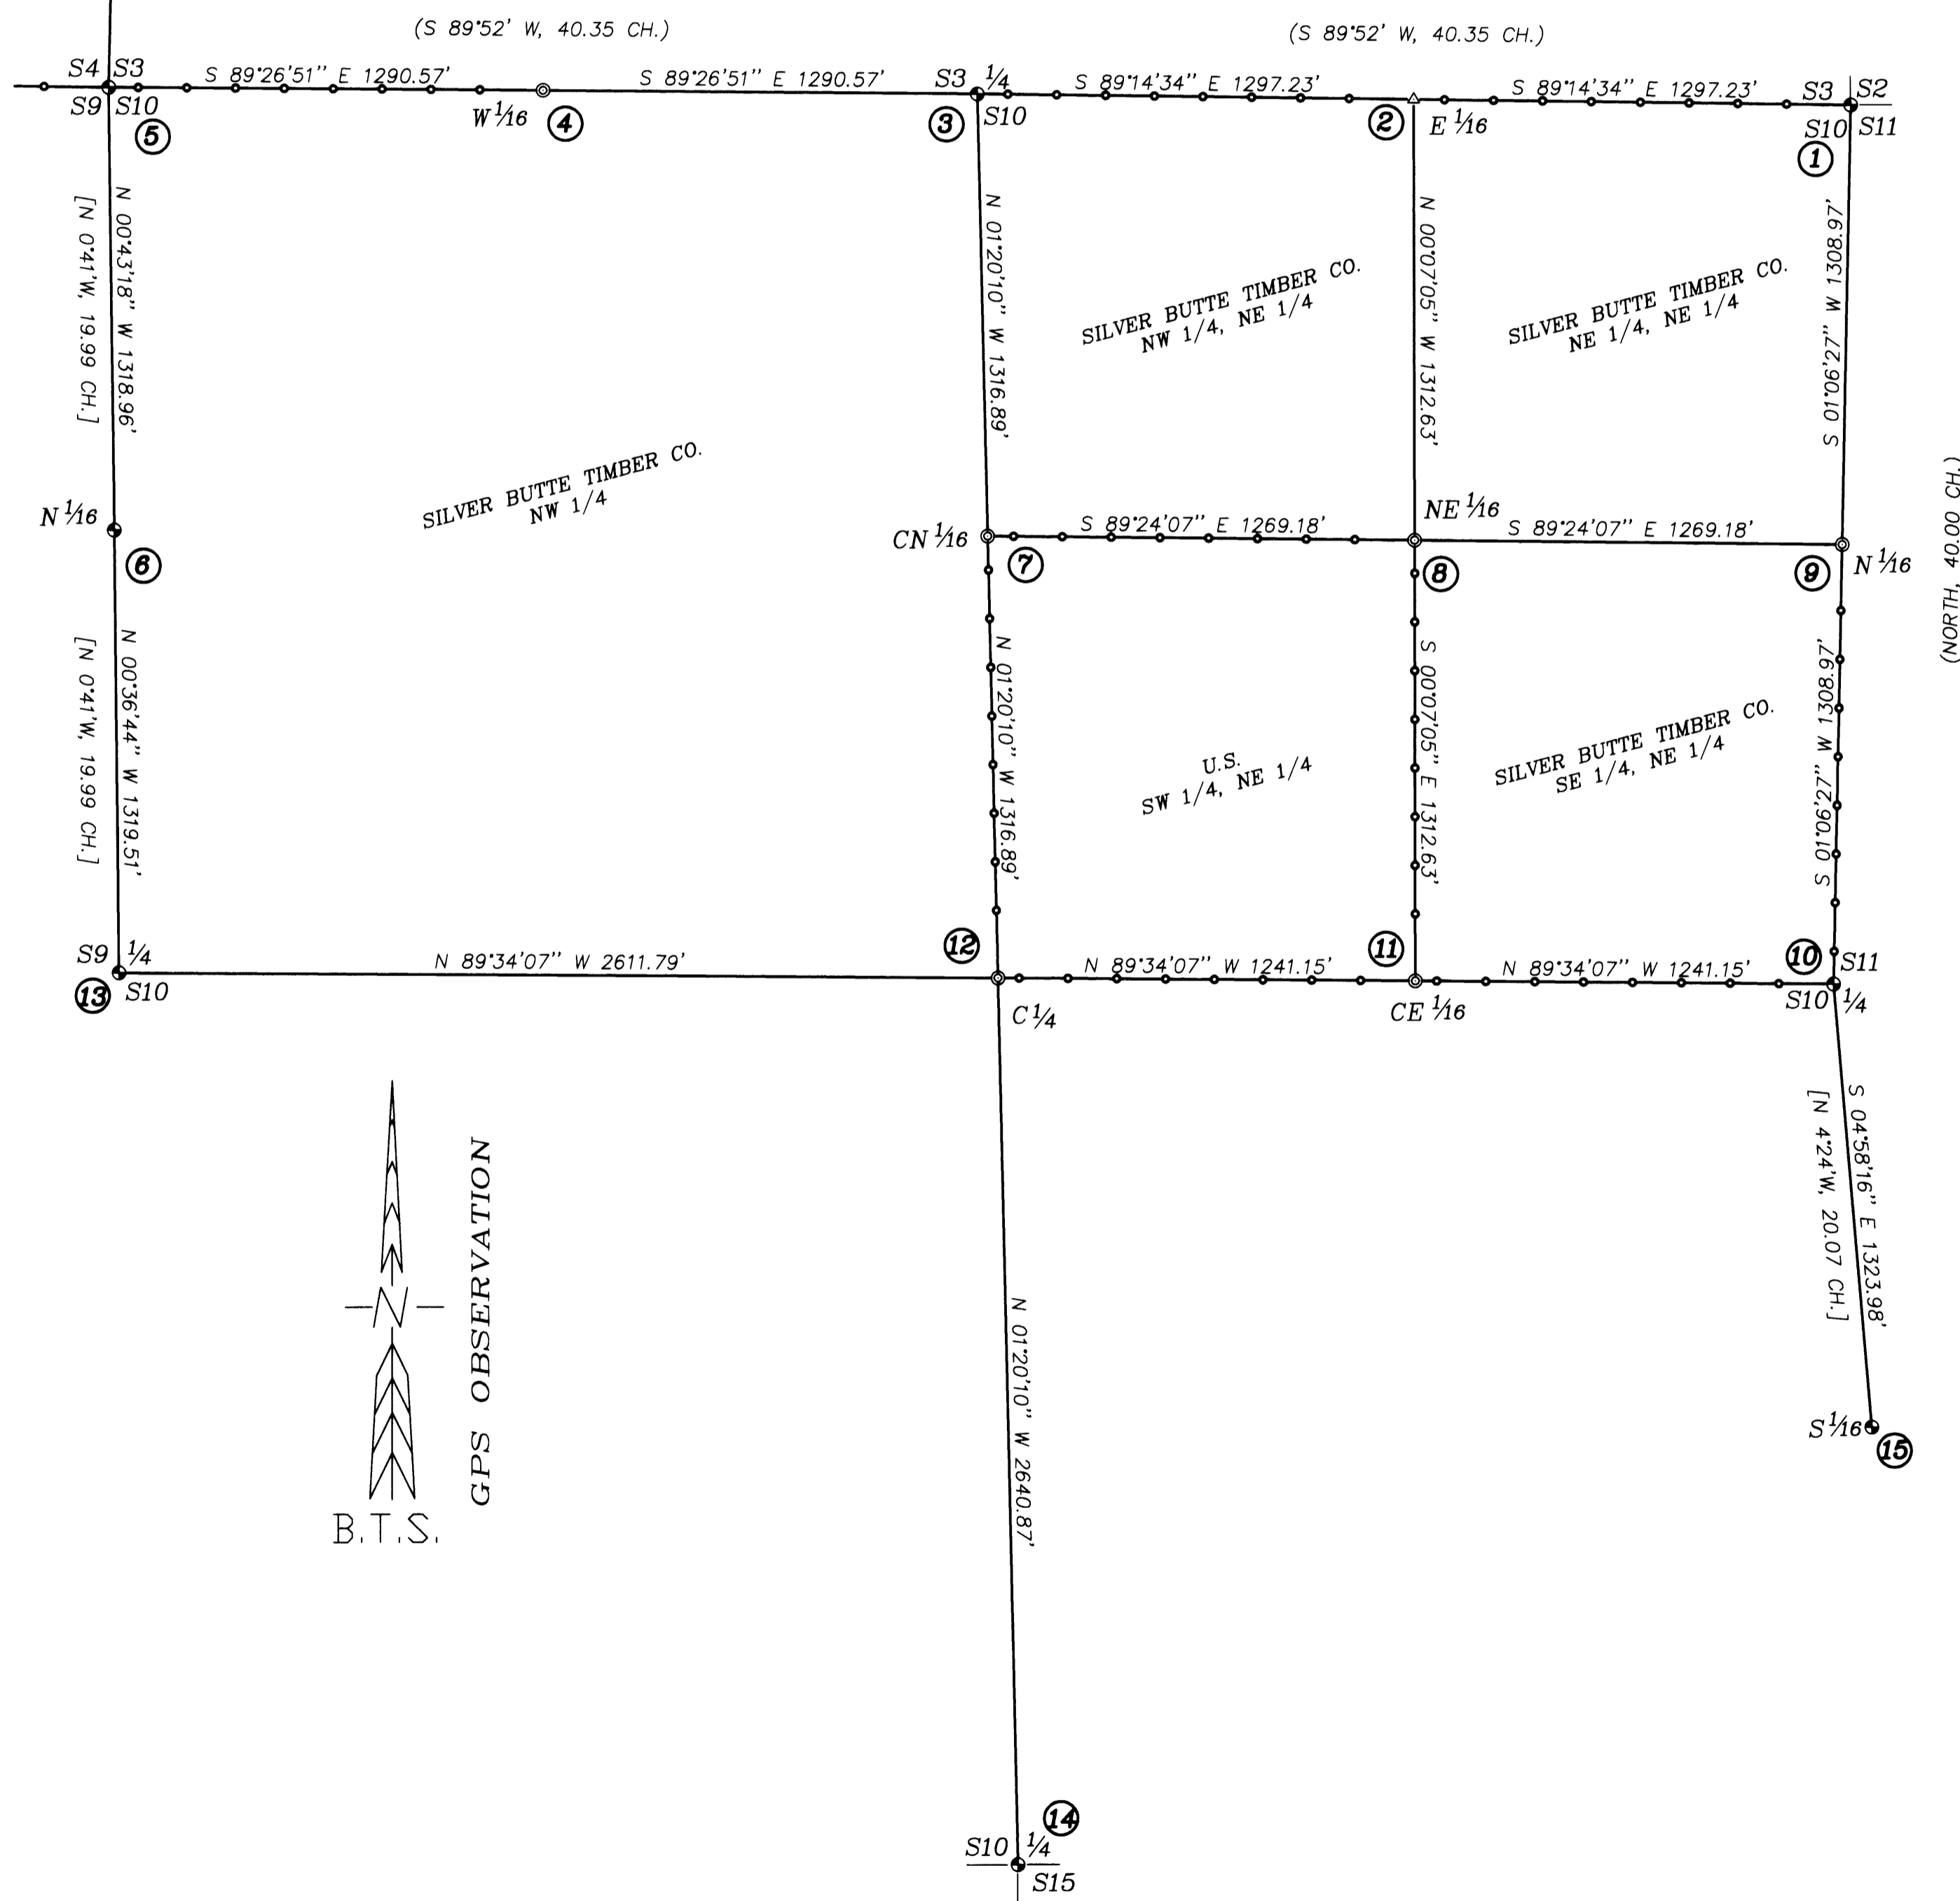 (S 89°52' W, 40.35 CH.)
(S 89°52' W, 40.35 CH.)
S4 S3
S 89°26'51" E 1290.57'
S 89°26'51" E 1290.57'
S3 1/4
S 89°14'34" E 1297.23'
S 89°14'34" E 1297.23'
S3 S2
S9 S10
5
W 1/16
4
3
S10
2
E 1/16
S10 S11
1
N 00°43'18" W 1318.96'
[N 0°41'W, 19.99 CH.]
N 01°20'10" W 1316.89'
N 00°07'05" W 1312.63'
S 01°06'27" W 1308.97'
SILVER BUTTE TIMBER CO.
NW 1/4, NE 1/4
SILVER BUTTE TIMBER CO.
NE 1/4, NE 1/4
SILVER BUTTE TIMBER CO.
NW 1/4
(NORTH, 40.00 CH.)
N 1/16
6
CN 1/16
7
S 89°24'07" E 1269.18'
NE 1/16
8
S 89°24'07" E 1269.18'
9
N 1/16
N 00°36'44" W 1319.51'
[N 0°41'W, 19.99 CH.]
N 01°20'10" W 1316.89'
S 00°07'05" E 1312.63'
S 01°06'27" W 1308.97'
U.S.
SW 1/4, NE 1/4
SILVER BUTTE TIMBER CO.
SE 1/4, NE 1/4
S9 1/4
13
S10
N 89°34'07" W 2611.79'
12
C 1/4
N 89°34'07" W 1241.15'
11
CE 1/16
N 89°34'07" W 1241.15'
10
S11
S10 1/4
S 04°58'16" E 1323.98'
[N 4°24'W, 20.07 CH.]
GPS OBSERVATION
N
B.T.S.
N 01°20'10" W 2640.87'
S 1/16
15
14
S10 1/4
S15